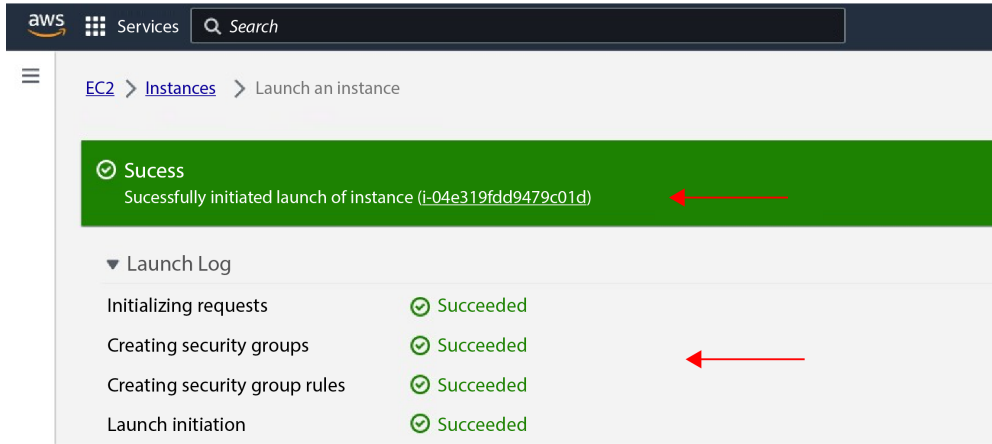 aws Services Search
EC2 Instances Launch an instance
Sucess
Sucessfully initiated launch of instance (i-04e319fdd9479c01d)
Launch Log
Initializing requests Succeeded
Creating security groups Succeeded
Creating security group rules Succeeded
Launch initiation Succeeded